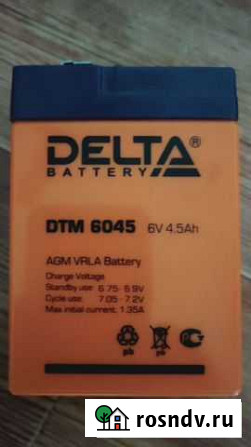 DELTA®
BATTERY
DTM 6045 6V 4.5Ah
AGM VRLA Battery
Charge Voltage
Standby use 6.75- 6.9V
Cycle use 7.05 - 7.2V
Max initial current: 1.35A
pb pb
rosndv.ru